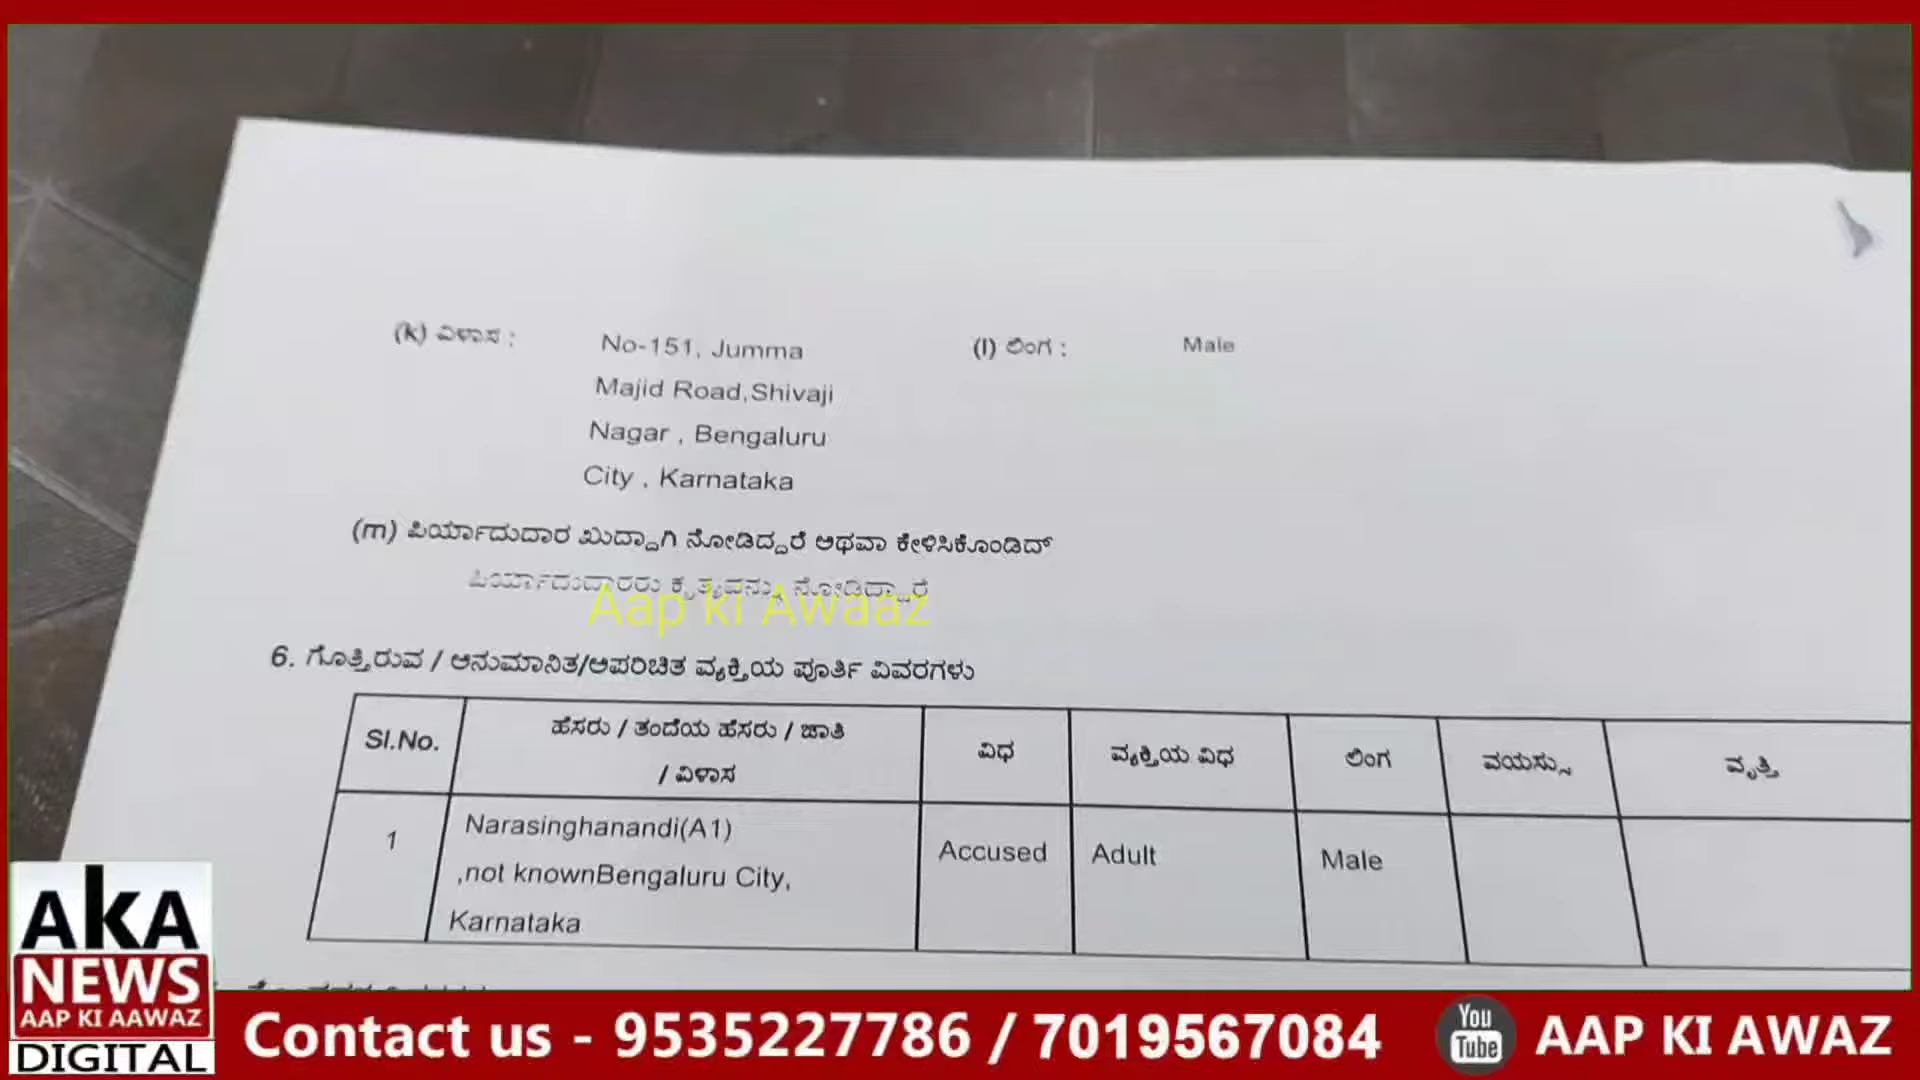 (k) ವಿಳಾಸ :
No-151, Jumma
Majid Road,Shivaji
Nagar , Bengaluru
City , Karnataka
(l) ಲಿಂಗ :
Male
(m) ಪಿರ್ಯಾದುದಾರ ಖುದ್ದಾಗಿ ನೋಡಿದ್ದರೆ ಅಥವಾ ಕೇಳಿಸಿಕೊಂಡಿದ್
ಪಿರ್ಯಾದುದಾರರು ಕೃತ್ಯವನ್ನು ನೋಡಿದ್ದಾರೆ
Aap ki Awaaz
6. ಗೊತ್ತಿರುವ / ಅನುಮಾನಿತ/ಅಪರಿಚಿತ ವ್ಯಕ್ತಿಯ ಪೂರ್ತಿ ವಿವರಗಳು
Sl.No.
ಹೆಸರು / ತಂದೆಯ ಹೆಸರು / ಜಾತಿ
/ ವಿಳಾಸ
ವಿಧ
ವ್ಯಕ್ತಿಯ ವಿಧ
ಲಿಂಗ
ವಯಸ್ಸು
ವೃತ್ತಿ
1
Narasinghanandi(A1)
,not knownBengaluru City,
Karnataka
Accused
Adult
Male
AKA
NEWS
AAP KI AAWAZ
DIGITAL
Contact us - 9535227786 / 7019567084
You
Tube
AAP KI AWAZ